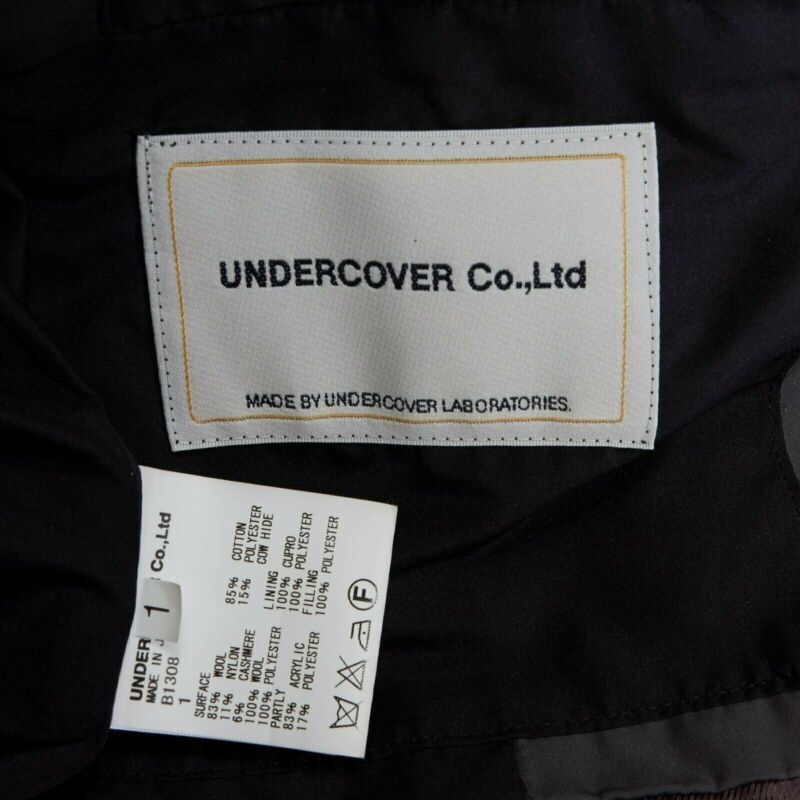 UNDERCOVER Co.,Ltd
MADE BY UNDERCOVER LABORATORIES.
UNDER Co.,Ltd
1
MADE IN J
B1308
1
SURFACE
83% WOOL
11% NYLON
6% CASHMERE
100% WOOL
100% POLYESTER
PARTLY
83% ACRYLIC
17% POLYESTER
85% COTTON
15% POLYESTER
COW HIDE
LINING
100% CUPRO
100% POLYESTER
FILLING
100% POLYESTER
F